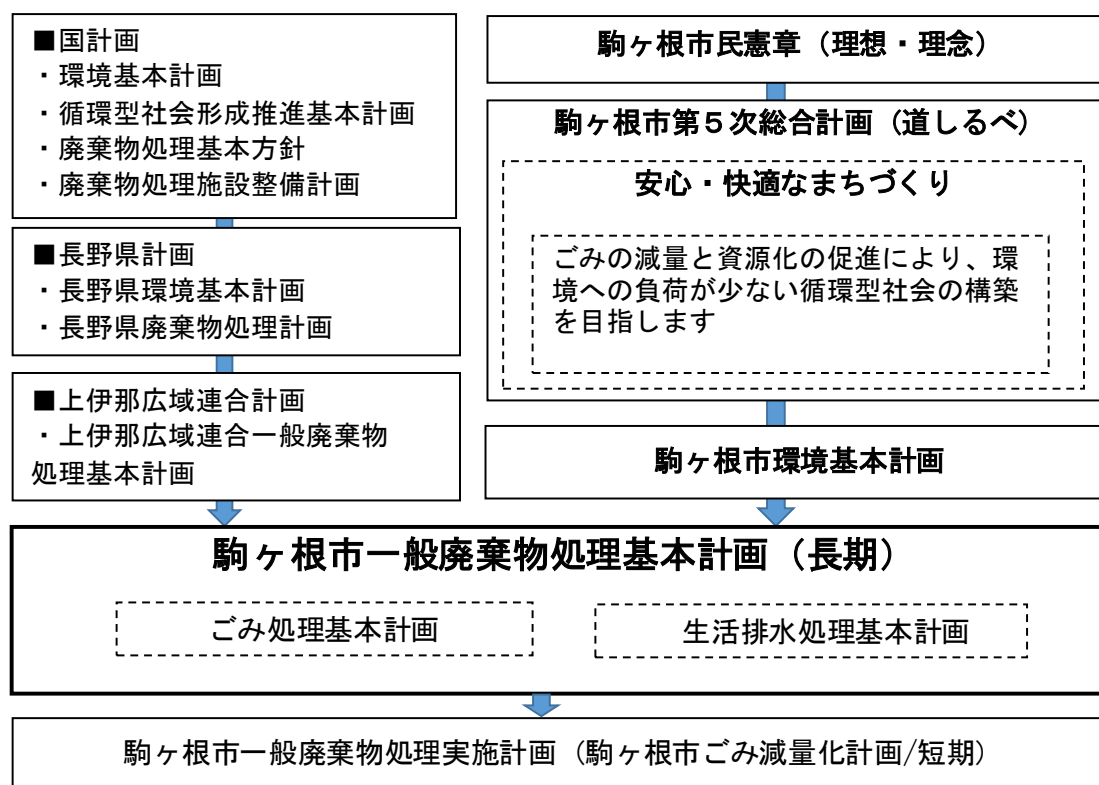 ■国計画
・環境基本計画
・循環型社会形成推進基本計画
・廃棄物処理基本方針
・廃棄物処理施設整備計画
■長野県計画
・長野県環境基本計画
・長野県廃棄物処理計画
■上伊那広域連合計画
・上伊那広域連合一般廃棄物
処理基本計画
駒ヶ根市民憲章（理想・理念）
駒ヶ根市第５次総合計画（道しるべ）
安心・快適なまちづくり
ごみの減量と資源化の促進により、環
境への負荷が少ない循環型社会の構築
を目指します
駒ヶ根市環境基本計画
駒ヶ根市一般廃棄物処理基本計画（長期）
ごみ処理基本計画
生活排水処理基本計画
駒ヶ根市一般廃棄物処理実施計画（駒ヶ根市ごみ減量化計画/短期）